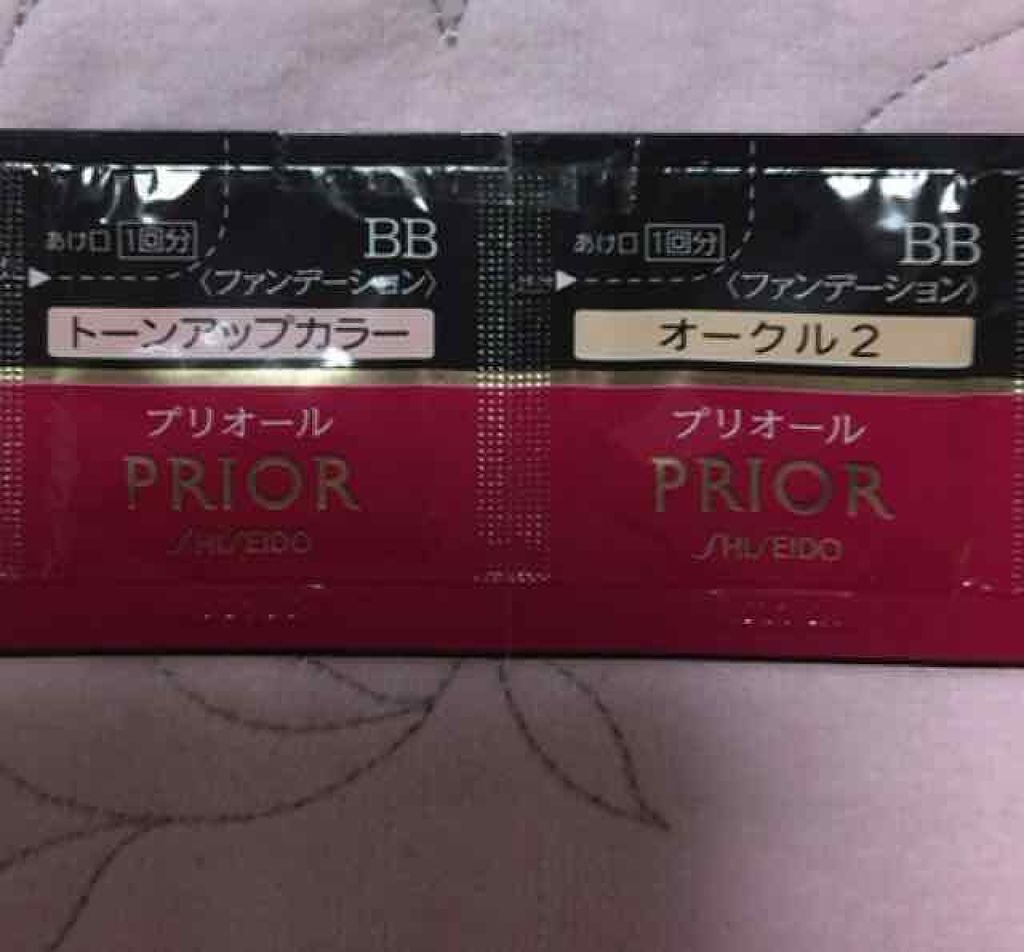 あけ口 1回分
BB
〈ファンデーション〉
トーンアップカラー
プリオール
PRIOR
SHISEIDO
あけ口 1回分
BB
〈ファンデーション〉
オークル2
プリオール
PRIOR
SHISEIDO